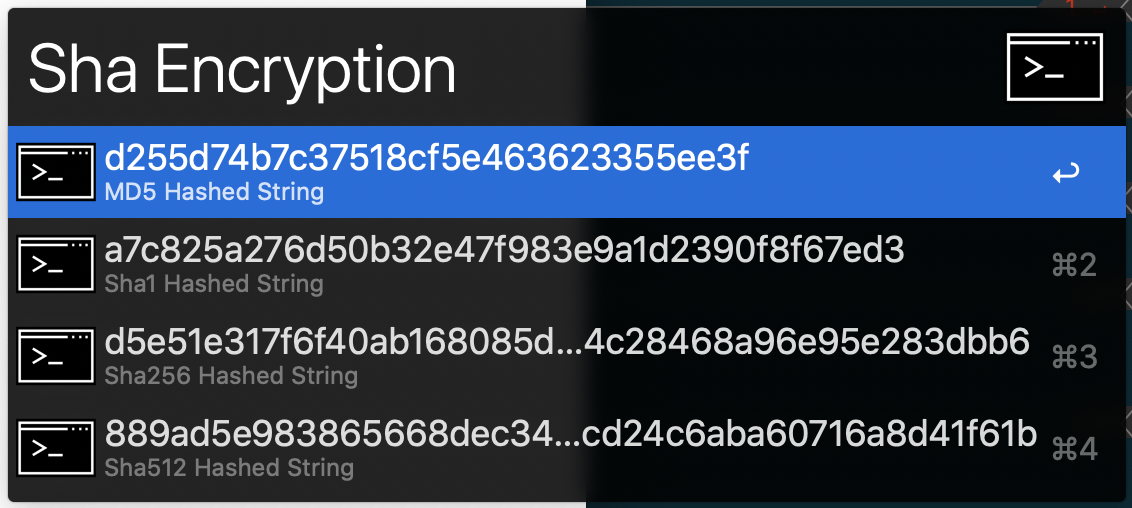 Sha Encryption
>_
>_
d255d74b7c37518cf5e463623355ee3f
MD5 Hashed String
>_
a7c825a276d50b32e47f983e9a1d2390f8f67ed3
Sha1 Hashed String
⌘2
>_
d5e51e317f6f40ab168085d...4c28468a96e95e283dbb6
Sha256 Hashed String
⌘3
>_
889ad5e983865668dec34...cd24c6aba60716a8d41f61b
Sha512 Hashed String
⌘4